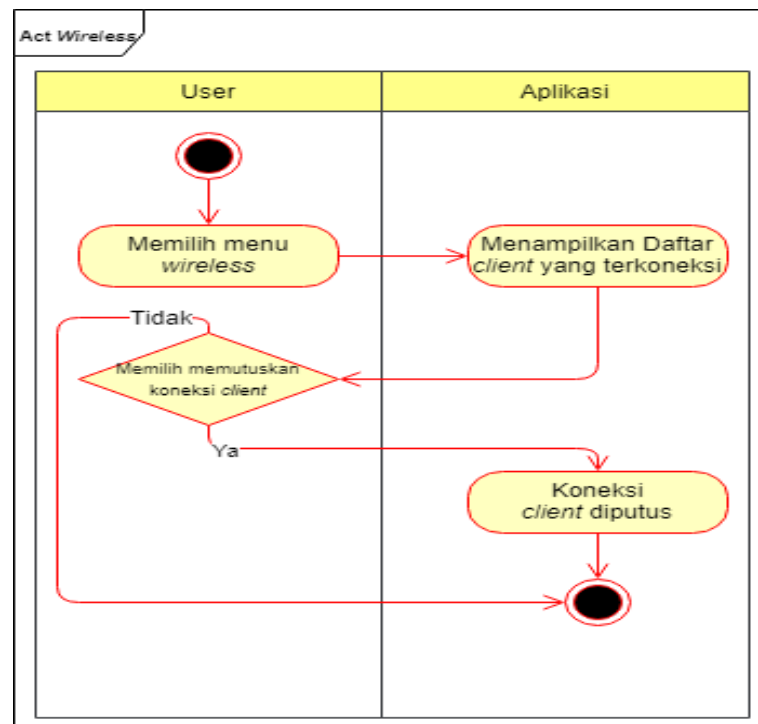 Act Wireless
User
Aplikasi
Memilih menu
wireless
Menampilkan Daftar
client yang terkoneksi
Tidak
Memilih memutuskan
koneksi client
Ya
Koneksi
client diputus